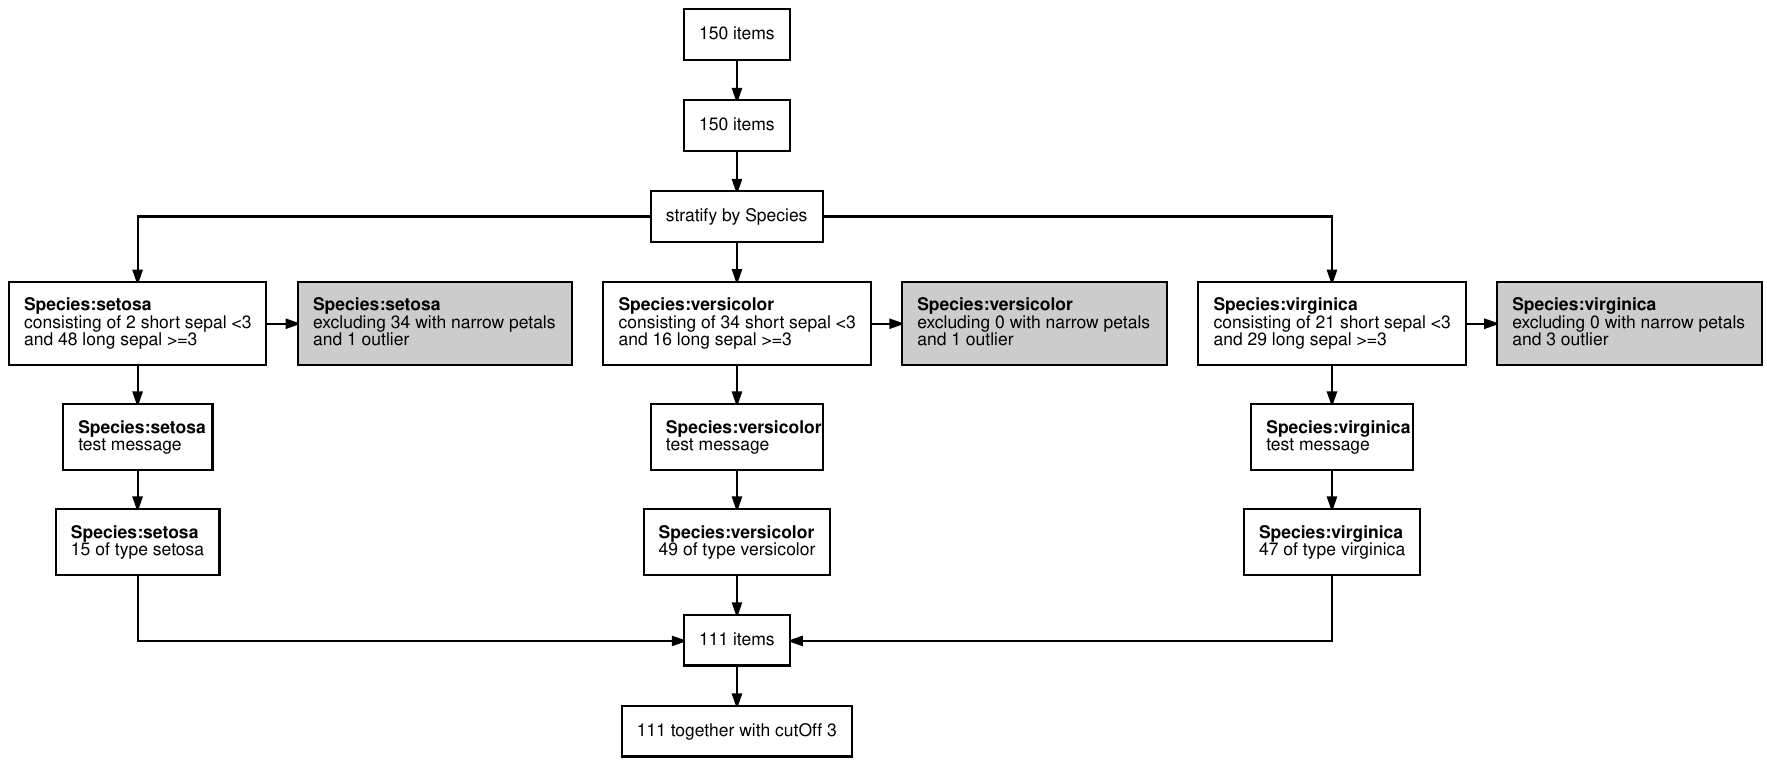 150 items
150 items
stratify by Species
Species:setosa
consisting of 2 short sepal <3
and 48 long sepal >=3
Species:setosa
excluding 34 with narrow petals
and 1 outlier
Species:versicolor
consisting of 34 short sepal <3
and 16 long sepal >=3
Species:versicolor
excluding 0 with narrow petals
and 1 outlier
Species:virginica
consisting of 21 short sepal <3
and 29 long sepal >=3
Species:virginica
excluding 0 with narrow petals
and 3 outlier
Species:setosa
test message
Species:versicolor
test message
Species:virginica
test message
Species:setosa
15 of type setosa
Species:versicolor
49 of type versicolor
Species:virginica
47 of type virginica
111 items
111 together with cutOff 3